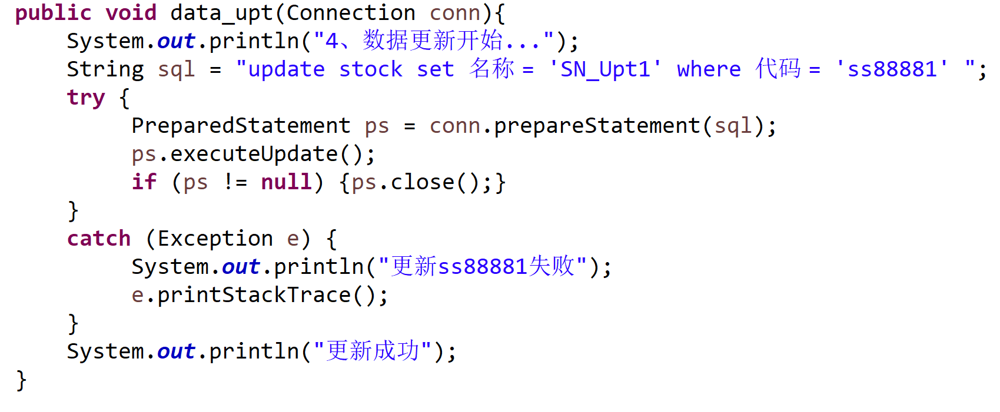 public void data_upt(Connection conn){
System.out.println("4、数据更新开始...");
String sql = "update stock set 名称 = 'SN_Upt1' where 代码 = 'ss88881' ";
try {
PreparedStatement ps = conn.prepareStatement(sql);
ps.executeUpdate();
if (ps != null) {ps.close();}
}
catch (Exception e) {
System.out.println("更新ss88881失败");
e.printStackTrace();
}
System.out.println("更新成功");
}